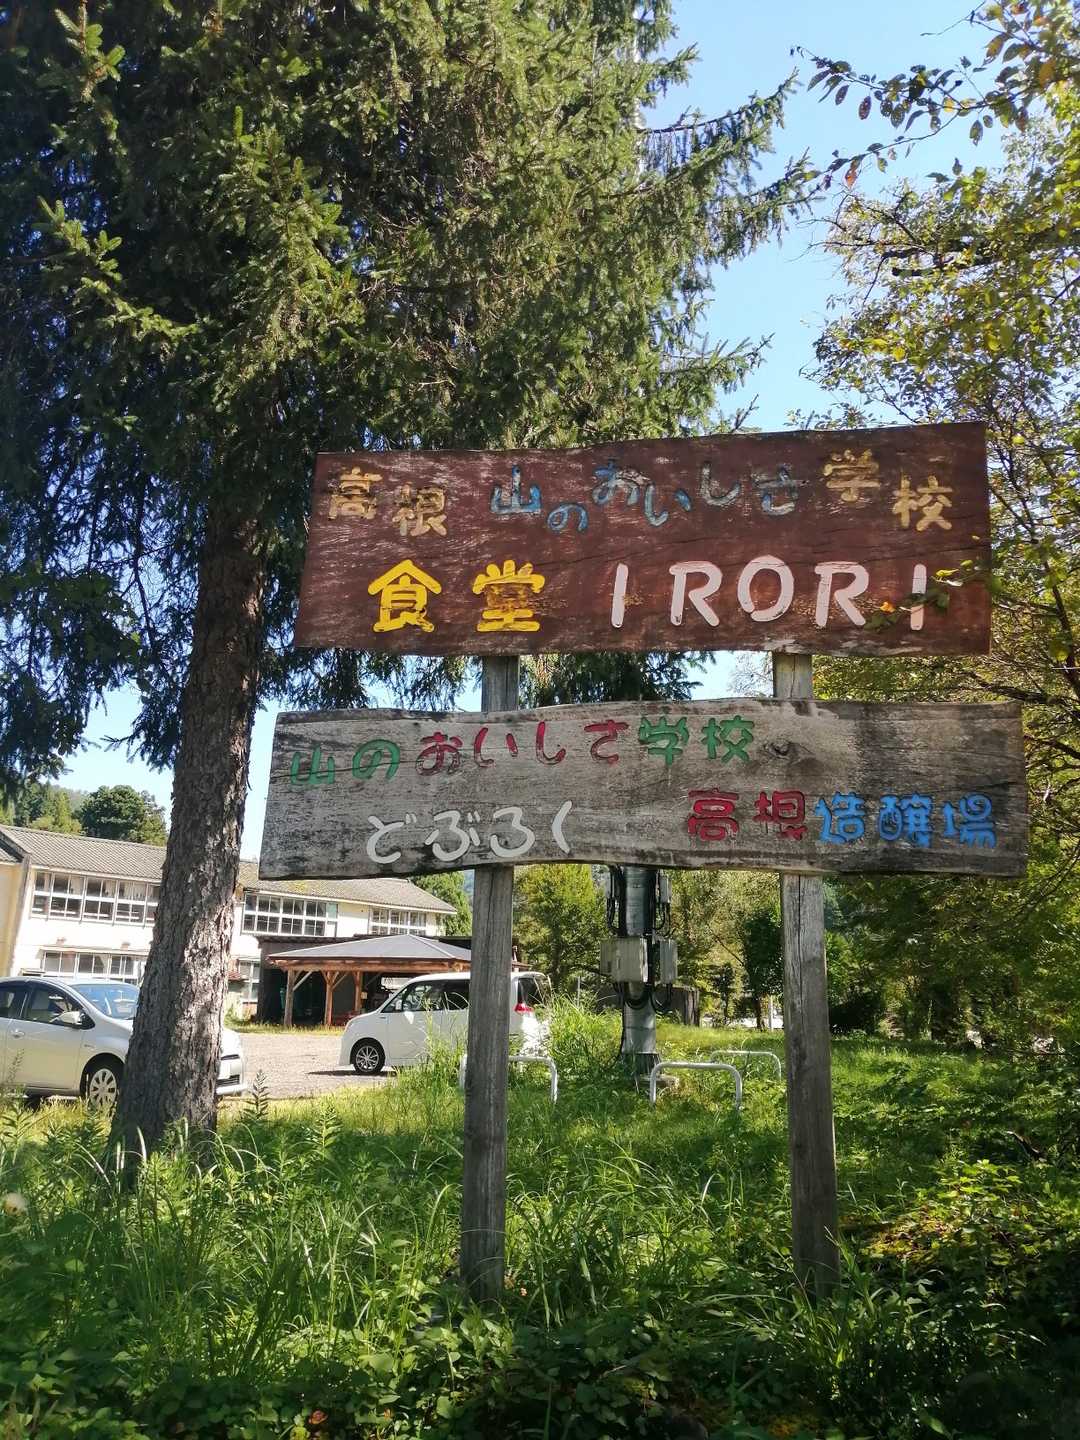 高根 山のおいしさ学校
食堂 IRORI
山のおいしさ学校
どぶろく 高根醸造場